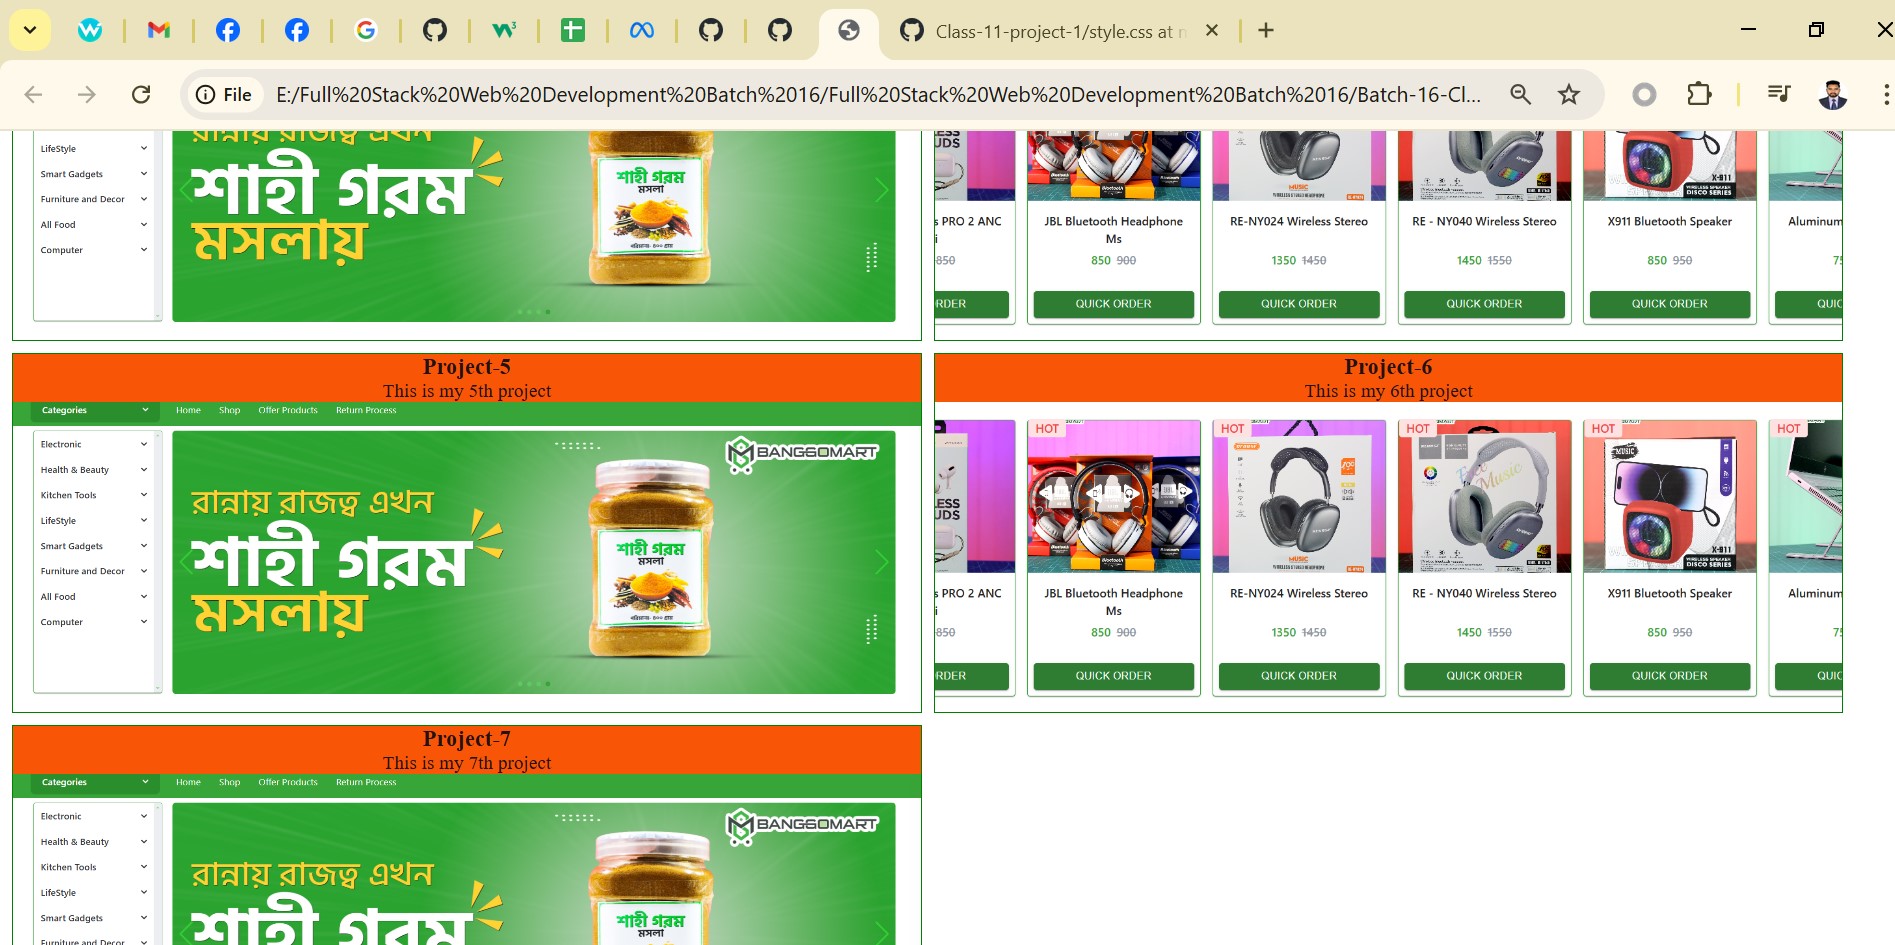 Class-11-project-1/style.css at m
File
E:/Full%20Stack%20Web%20Development%20Batch%2016/Full%20Stack%20Web%20Development%20Batch%2016/Batch-16-Cl...
LifeStyle
Smart Gadgets
Furniture and Decor
All Food
Computer
রান্নায় রাজত্ব এখন
শাহী গরম
মসলায়
শাহী গরম
মসলা
PRO 2 ANC
850
RDER
JBL Bluetooth Headphone
Ms
850 900
QUICK ORDER
RE-NY024 Wireless Stereo
1350 1450
QUICK ORDER
RE - NY040 Wireless Stereo
1450 1550
QUICK ORDER
X911 Bluetooth Speaker
850 950
QUICK ORDER
Aluminum
QUIC
Project-5
This is my 5th project
Categories
Home Shop Offer Products Return Process
Electronic
Health & Beauty
Kitchen Tools
LifeStyle
Smart Gadgets
Furniture and Decor
All Food
Computer
BANGGOMART
রান্নায় রাজত্ব এখন
শাহী গরম
মসলায়
শাহী গরম
মসলা
Project-6
This is my 6th project
PRO 2 ANC
850
RDER
HOT
JBL Bluetooth Headphone
Ms
850 900
QUICK ORDER
HOT
MUSIC
RE-NY024 Wireless Stereo
1350 1450
QUICK ORDER
HOT
RE - NY040 Wireless Stereo
1450 1550
QUICK ORDER
HOT
MUSIC
X-911
WIRELESS SPEAKER
DISCO SERIES
X911 Bluetooth Speaker
850 950
QUICK ORDER
HOT
Aluminum
QUIC
Project-7
This is my 7th project
Categories
Home Shop Offer Products Return Process
Electronic
Health & Beauty
Kitchen Tools
LifeStyle
Smart Gadgets
Furniture and Decor
BANGGOMART
রান্নায় রাজত্ব এখন
শাহী গরম
শাহী গরম
মসলা